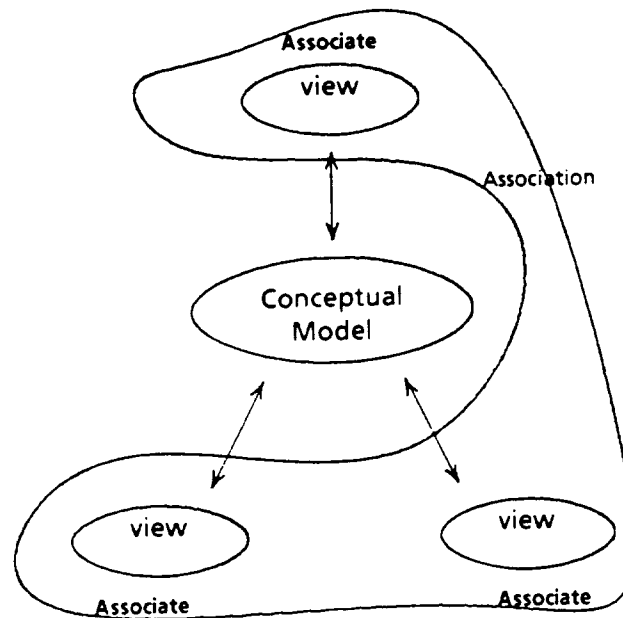 Associate
view
Association
Conceptual
Model
view
view
Associate
Associate